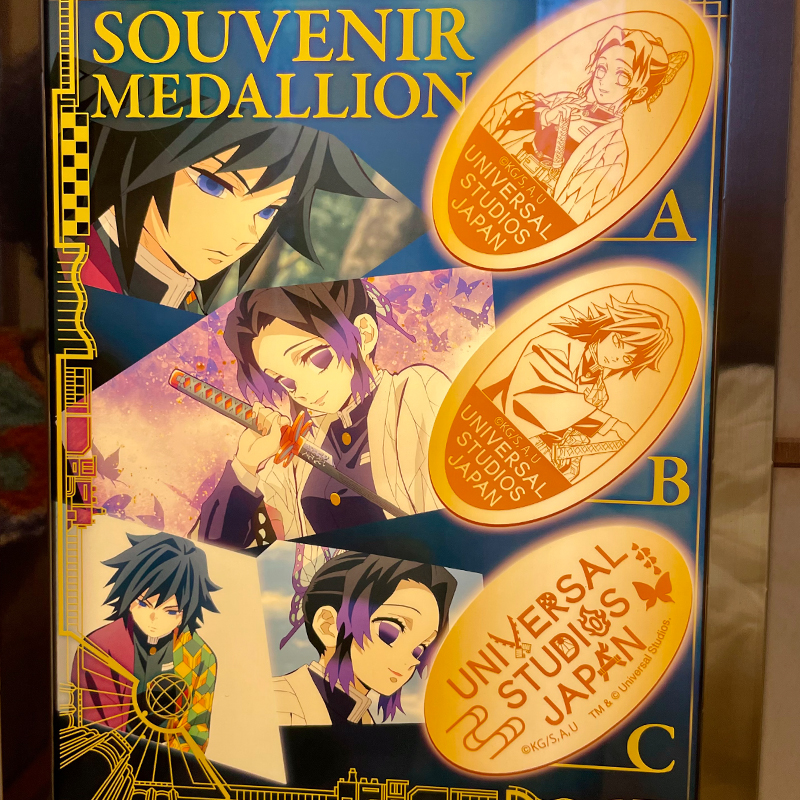 SOUVENIR
MEDALLION
©KG/S, A, U
UNIVERSAL
STUDIOS
JAPAN
A
©KG/S, A, U
UNIVERSAL
STUDIOS
JAPAN
B
UNIVERSAL
STUDIOS
JAPAN
©KG/S, A, U
TM & © Universal Studios.
C